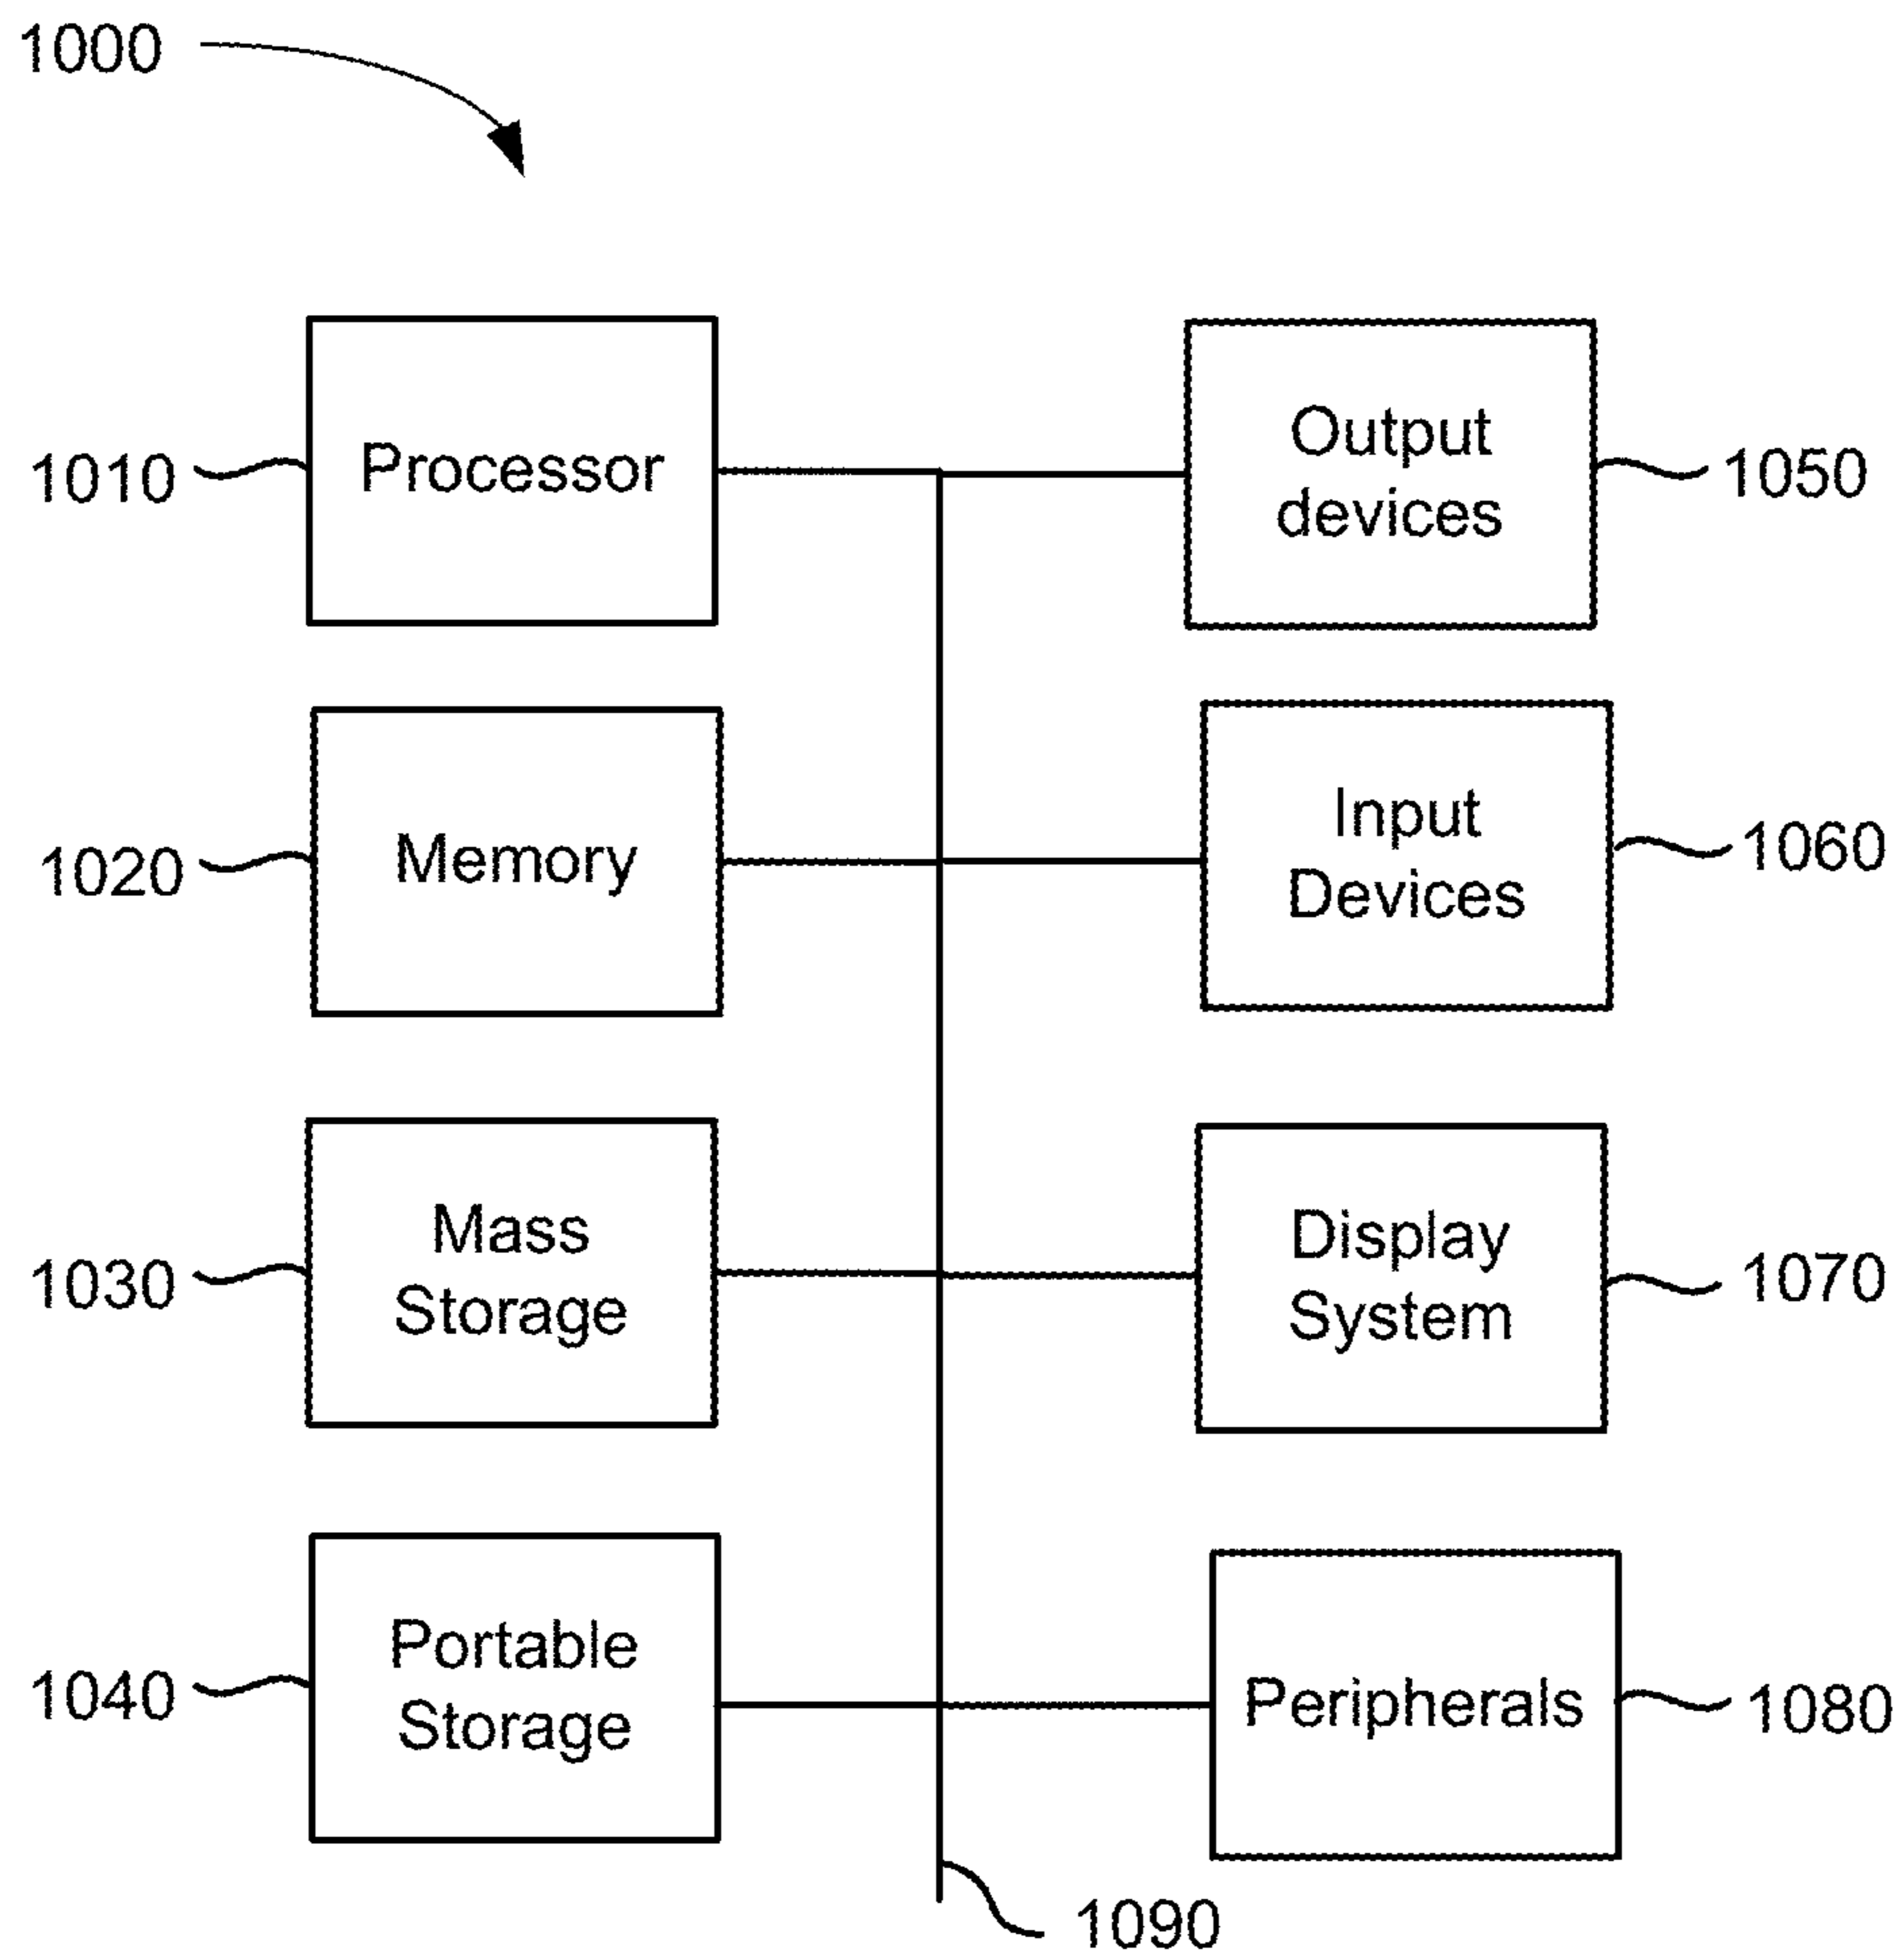 1000
1010
Processor
Output
devices
1050
1020
Memory
Input
Devices
1060
1030
Mass
Storage
Display
System
1070
1040
Portable
Storage
Peripherals
1080
1090